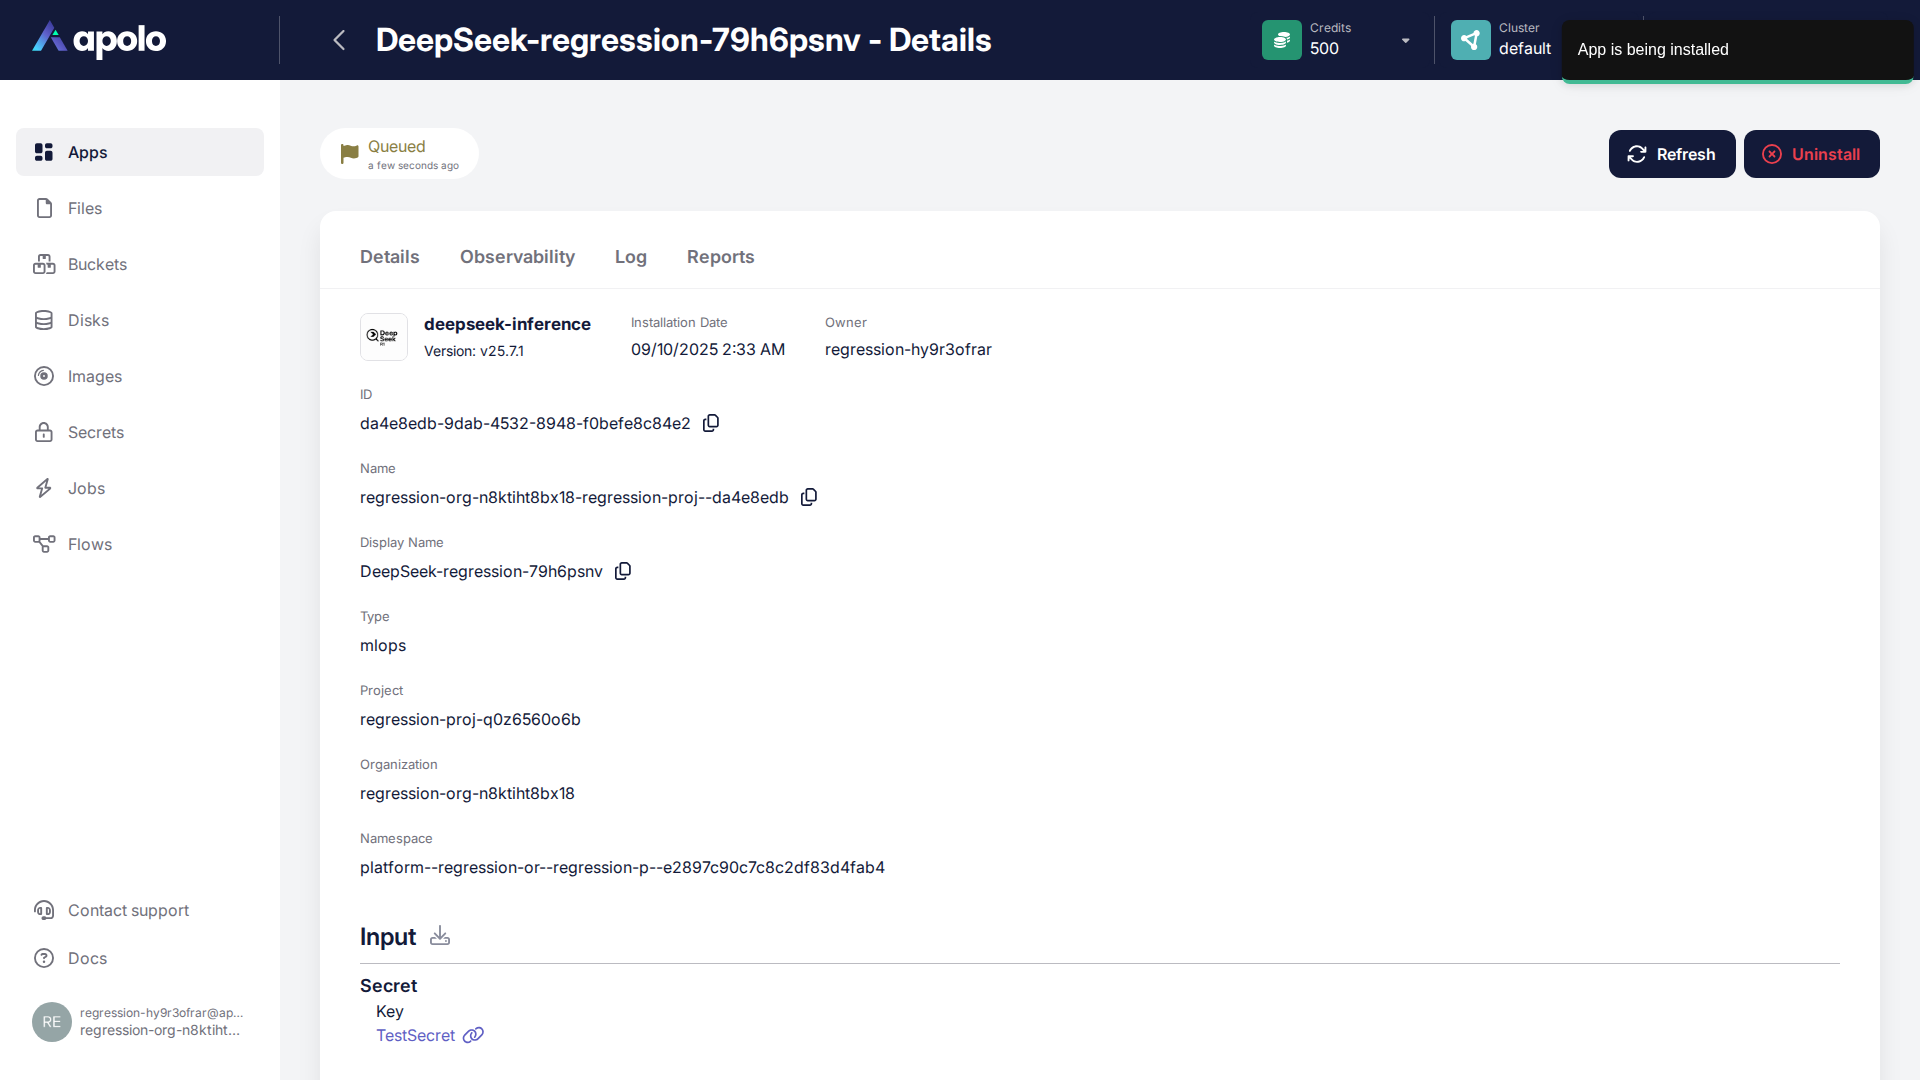 apolo
DeepSeek-regression-79h6psnv - Details
Credits
500
Cluster
default
App is being installed
Apps
Files
Buckets
Disks
Images
Secrets
Jobs
Flows
Contact support
Docs
RE
regression-hy9r3ofrar@ap...
regression-org-n8ktiht...
Queued
a few seconds ago
Refresh
Uninstall
Details
Observability
Log
Reports
Deep
Seek
deepseek-inference
Version: v25.7.1
Installation Date
09/10/2025 2:33 AM
Owner
regression-hy9r3ofrar
ID
da4e8edb-9dab-4532-8948-f0befe8c84e2
Name
regression-org-n8ktiht8bx18-regression-proj--da4e8edb
Display Name
DeepSeek-regression-79h6psnv
Type
mlops
Project
regression-proj-q0z6560o6b
Organization
regression-org-n8ktiht8bx18
Namespace
platform--regression-or--regression-p--e2897c90c7c8c2df83d4fab4
Input
Secret
Key
TestSecret